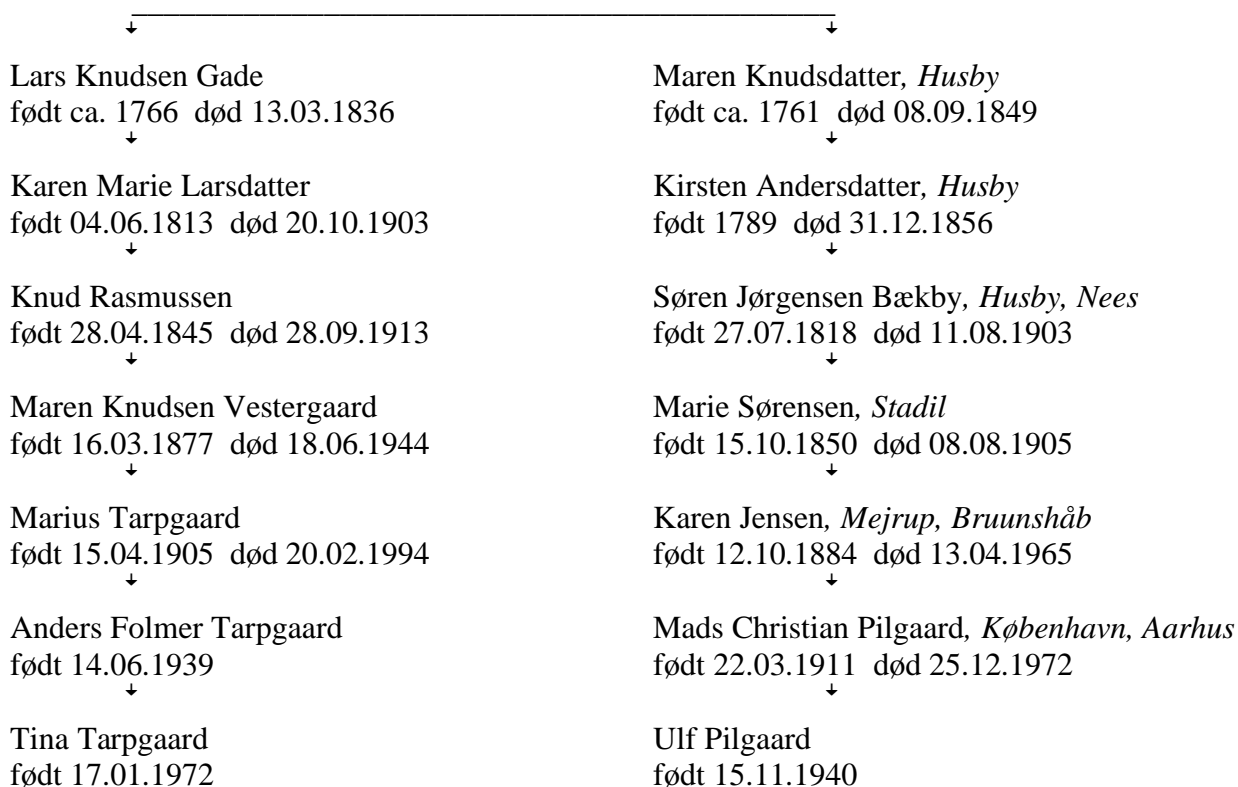 Lars Knudsen Gade
født ca. 1766 død 13.03.1836
Karen Marie Larsdatter
født 04.06.1813 død 20.10.1903
Knud Rasmussen
født 28.04.1845 død 28.09.1913
Maren Knudsen Vestergaard
født 16.03.1877 død 18.06.1944
Marius Tarpgaard
født 15.04.1905 død 20.02.1994
Anders Folmer Tarpgaard
født 14.06.1939
Tina Tarpgaard
født 17.01.1972
Maren Knudsdatter, Husby
født ca. 1761 død 08.09.1849
Kirsten Andersdatter, Husby
født 1789 død 31.12.1856
Søren Jørgensen Bækby, Husby, Nees
født 27.07.1818 død 11.08.1903
Marie Sørensen, Stadil
født 15.10.1850 død 08.08.1905
Karen Jensen, Mejrup, Bruunshåb
født 12.10.1884 død 13.04.1965
Mads Christian Pilgaard, København, Aarhus
født 22.03.1911 død 25.12.1972
Ulf Pilgaard
født 15.11.1940